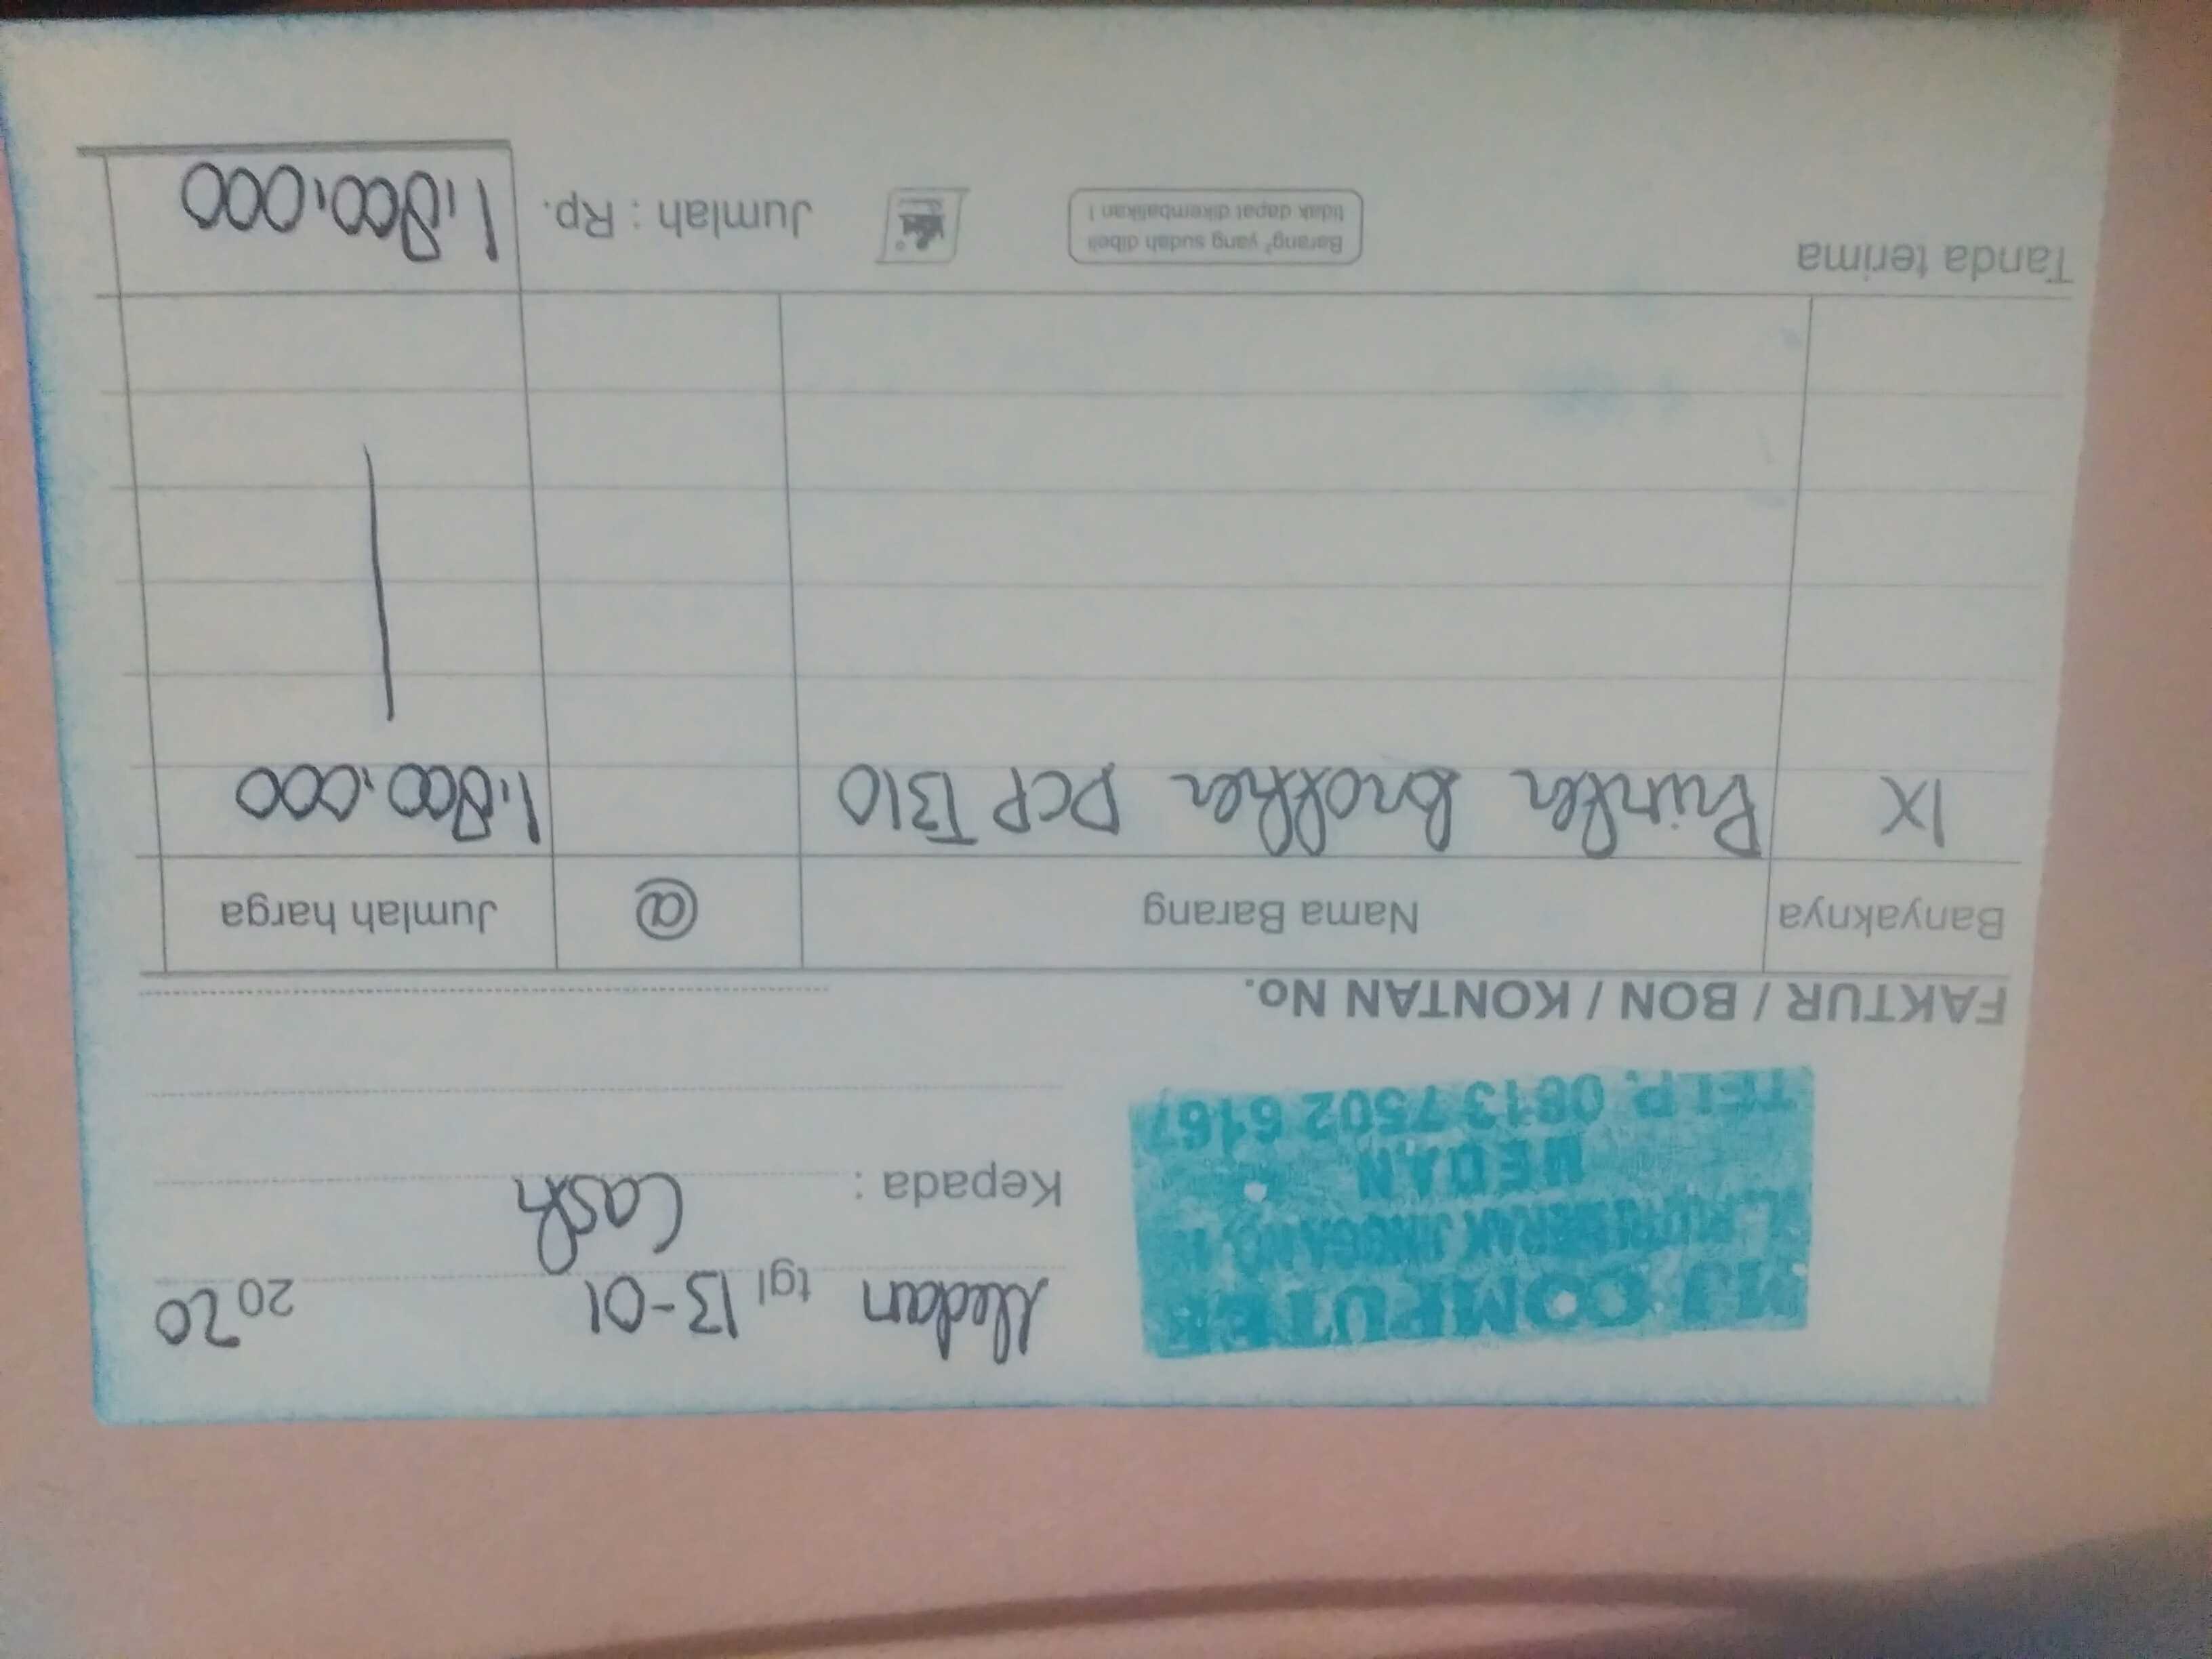 MJ COMPUTER
MEDAN
TELP. 0813 7502 6167
Medan tgl 13-01 2020
Kepada : Cash
FAKTUR / BON / KONTAN No.
Banyaknya Nama Barang @ Jumlah harga
1X Printer Brother DCP T310 1.800.000
Tanda terima
Barang² yang sudah dibeli
tidak dapat dikembalikan !
Jumlah : Rp. 1.800.000